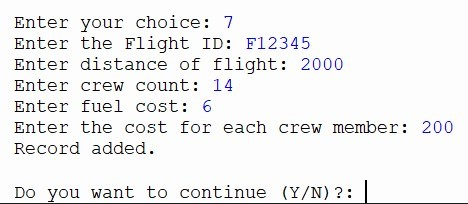 Enter your choice: 7
Enter the Flight ID: F12345
Enter distance of flight: 2000
Enter crew count: 14
Enter fuel cost: 6
Enter the cost for each crew member: 200
Record added.
Do you want to continue (Y/N)?: